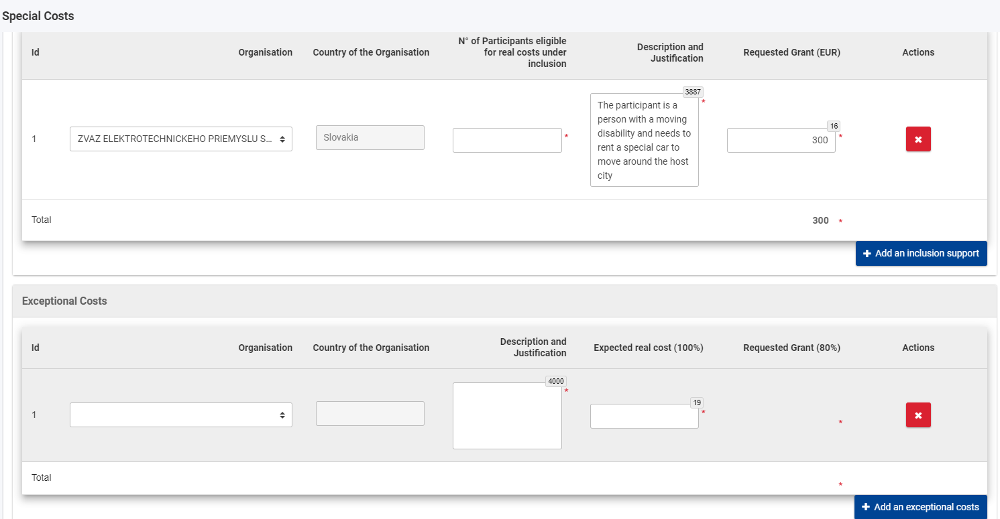 Special Costs
Id
Organisation
Country of the Organisation
N° of Participants eligible
for real costs under
inclusion
Description and
Justification
Requested Grant (EUR)
Actions
1
ZVAZ ELEKTROTECHNICKEHO PRIEMYSLU S...
Slovakia
*
3887
The participant is a
person with a moving
disability and needs to
rent a special car to
move around the host
city
*
16
300
*
Total
300 *
+ Add an inclusion support
Exceptional Costs
Id
Organisation
Country of the Organisation
Description and
Justification
Expected real cost (100%)
Requested Grant (80%)
Actions
1
4000
*
19
*
*
Total
*
+ Add an exceptional costs